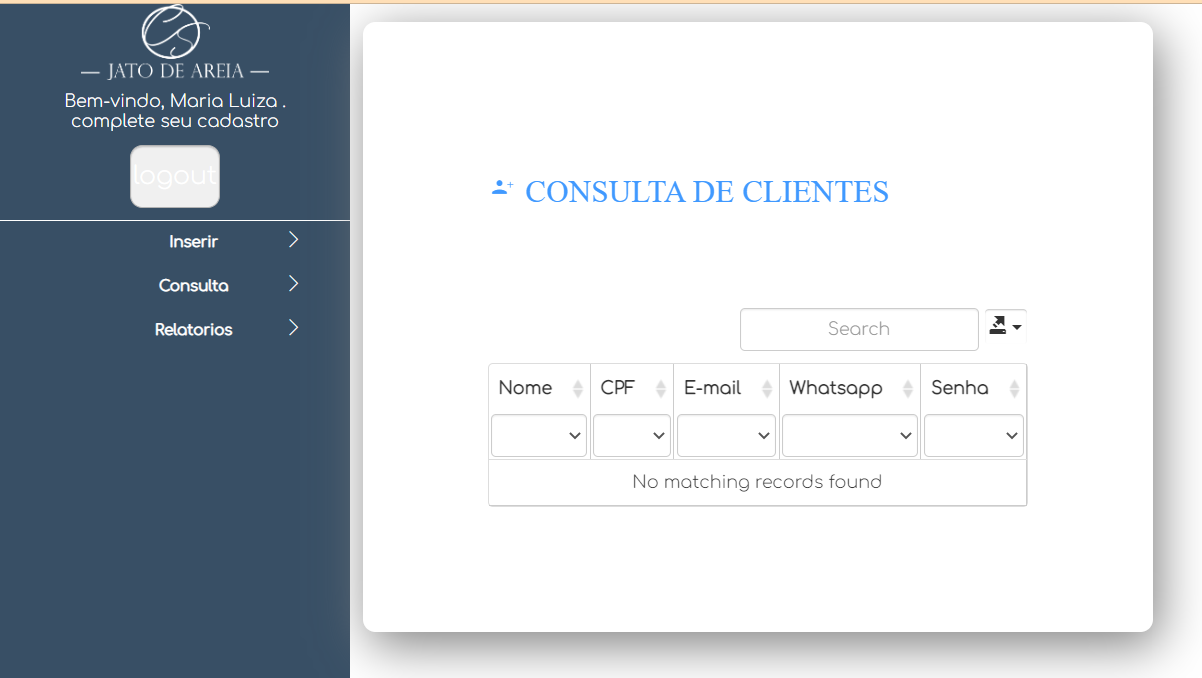 — JATO DE AREIA —
Bem-vindo, Maria Luiza .
complete seu cadastro
logout
Inserir
Consulta
Relatorios
CONSULTA DE CLIENTES
Search
Nome CPF E-mail Whatsapp Senha
No matching records found